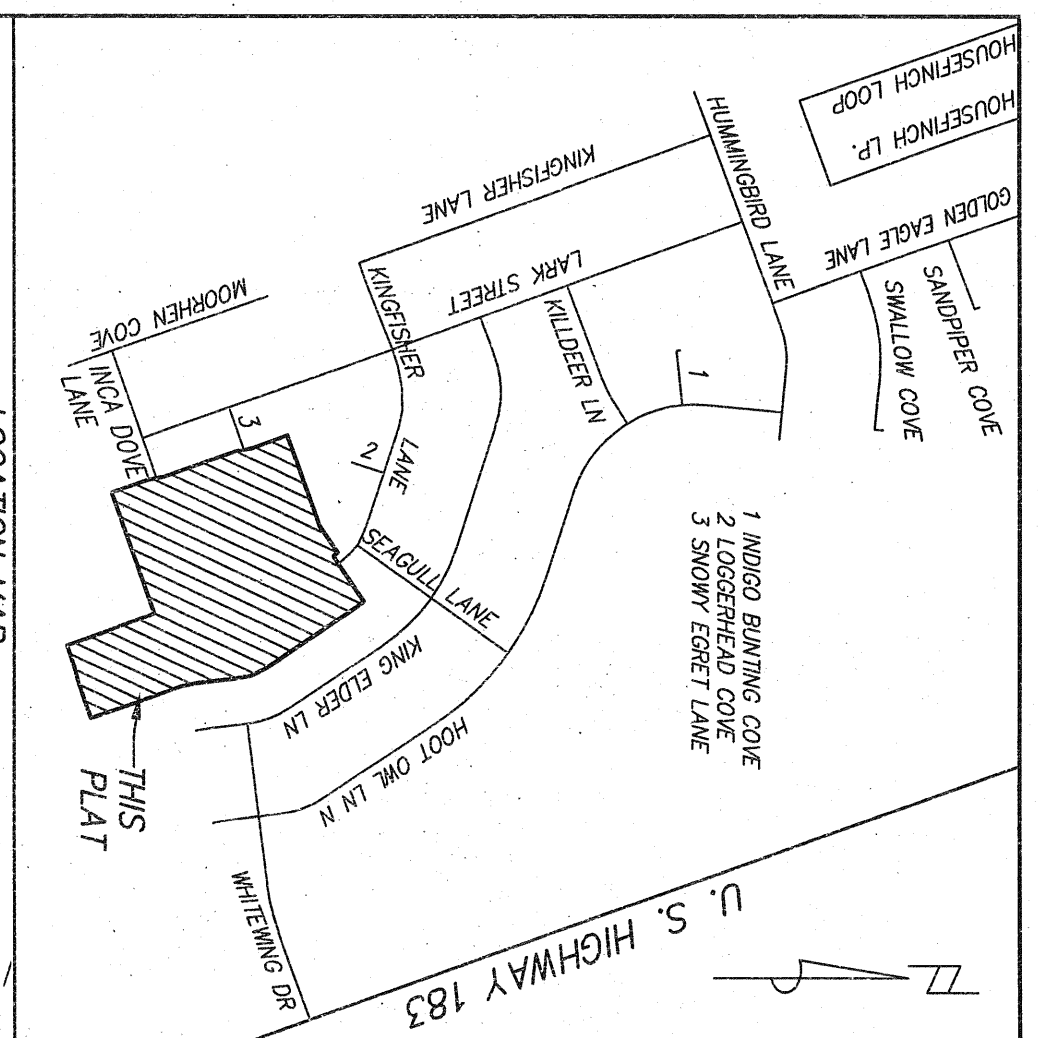 HOUSEFINCH LOOP
HOUSEFINCH LP.
GOLDEN EAGLE LANE
SANDPIPER COVE
SWALLOW COVE
HUMMINGBIRD LANE
KINGFISHER LANE
LARK STREET
KILLDEER LN
KINGFISHER
LANE
MOORHEN COVE
INCA DOVE
LANE
1
2
3
SEAGULL LANE
KING ELDER LN
HOOT OWL LN N
WHITEWING DR
U. S. HIGHWAY 183
1 INDIGO BUNTING COVE
2 LOGGERHEAD COVE
3 SNOWY EGRET LANE
THIS
PLAT
N
LOCATION MAP